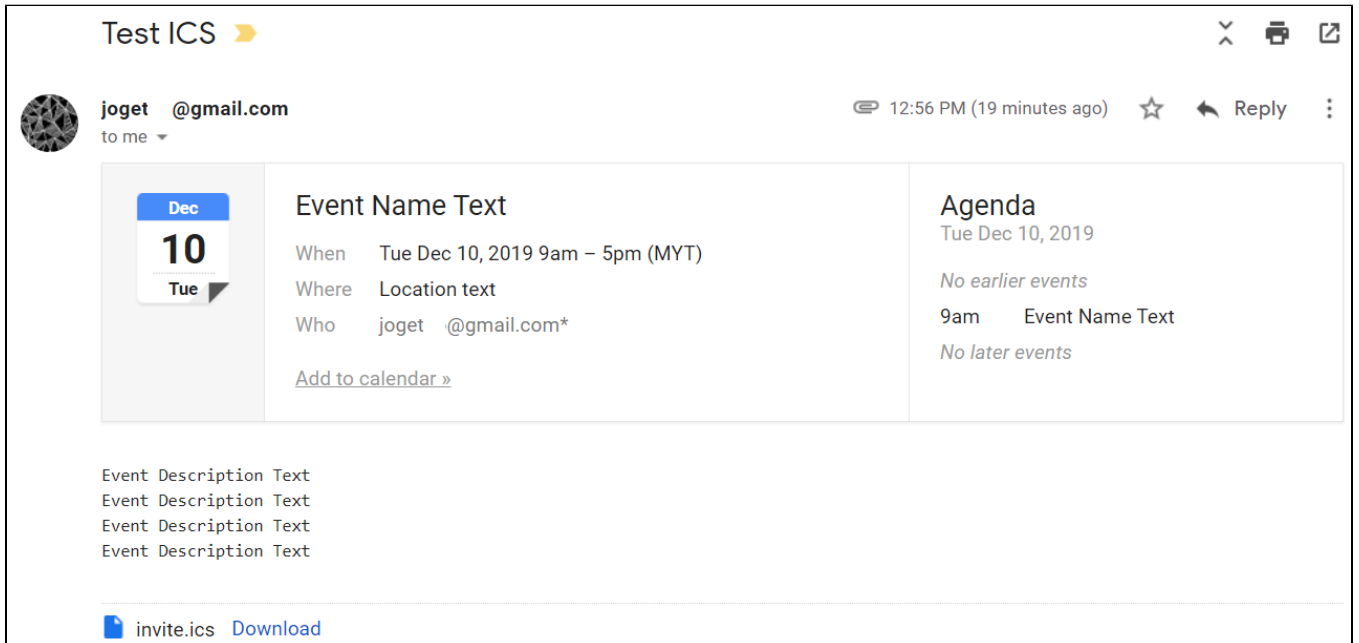 Test ICS
joget @gmail.com
12:56 PM (19 minutes ago) Reply
to me
Dec
10
Tue
Event Name Text
When Tue Dec 10, 2019 9am – 5pm (MYT)
Where Location text
Who joget @gmail.com*
Add to calendar »
Agenda
Tue Dec 10, 2019
No earlier events
9am Event Name Text
No later events
Event Description Text
Event Description Text
Event Description Text
Event Description Text
invite.ics Download